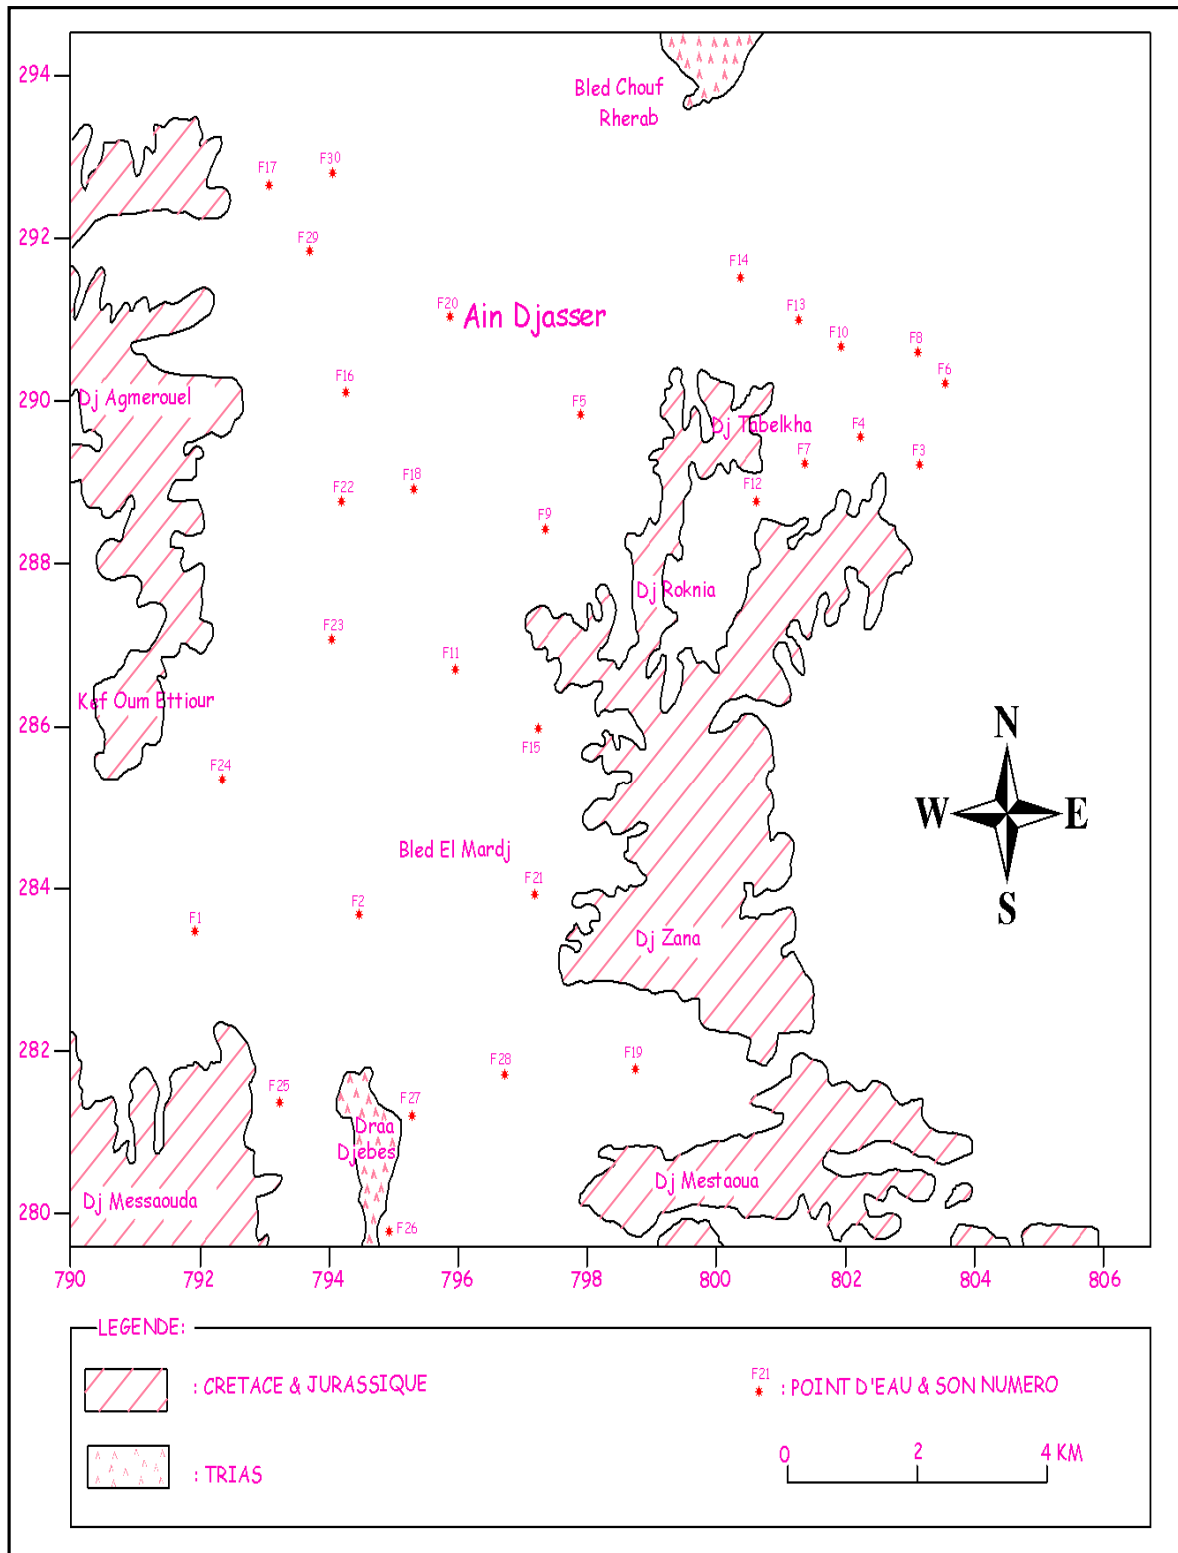 294
Bled Chouf
Rherab
F17
F30
292
F29
F14
F20
Ain Djasser
F13
F10
F8
F6
F16
290
Dj Agmerouel
F5
Dj Tabelkha
F4
F7
F3
F18
F22
F12
F9
288
Dj Roknia
F23
F11
Kef Oum Ettiour
286
F15
N
F24
W
E
Bled El Mardj
284
F21
F2
S
F1
Dj Zana
282
F28
F19
F25
F27
Draa
Djebes
Dj Messaouda
Dj Mestaoua
280
F26
790
792
794
796
798
800
802
804
806
LEGENDE:
: CRETACE & JURASSIQUE
F21
: POINT D'EAU & SON NUMERO
0
2
4 KM
: TRIAS